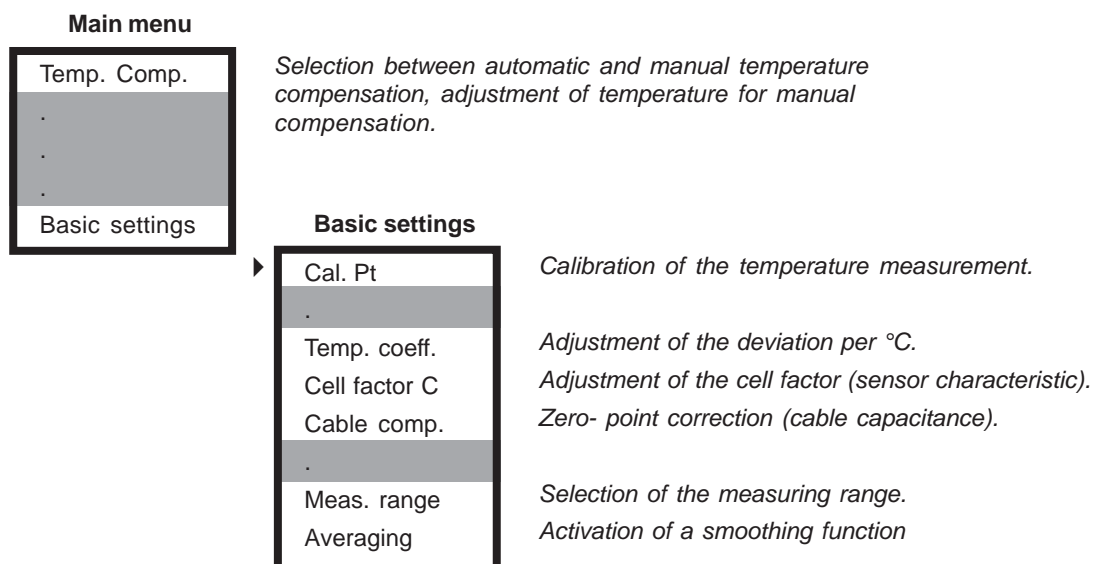 Main menu
Temp. Comp.
Selection between automatic and manual temperature
compensation, adjustment of temperature for manual
compensation.
.
.
.
Basic settings
Basic settings
Cal. Pt
Calibration of the temperature measurement.
.
Temp. coeff.
Adjustment of the deviation per °C.
Cell factor C
Adjustment of the cell factor (sensor characteristic).
Cable comp.
Zero- point correction (cable capacitance).
.
Meas. range
Selection of the measuring range.
Averaging
Activation of a smoothing function